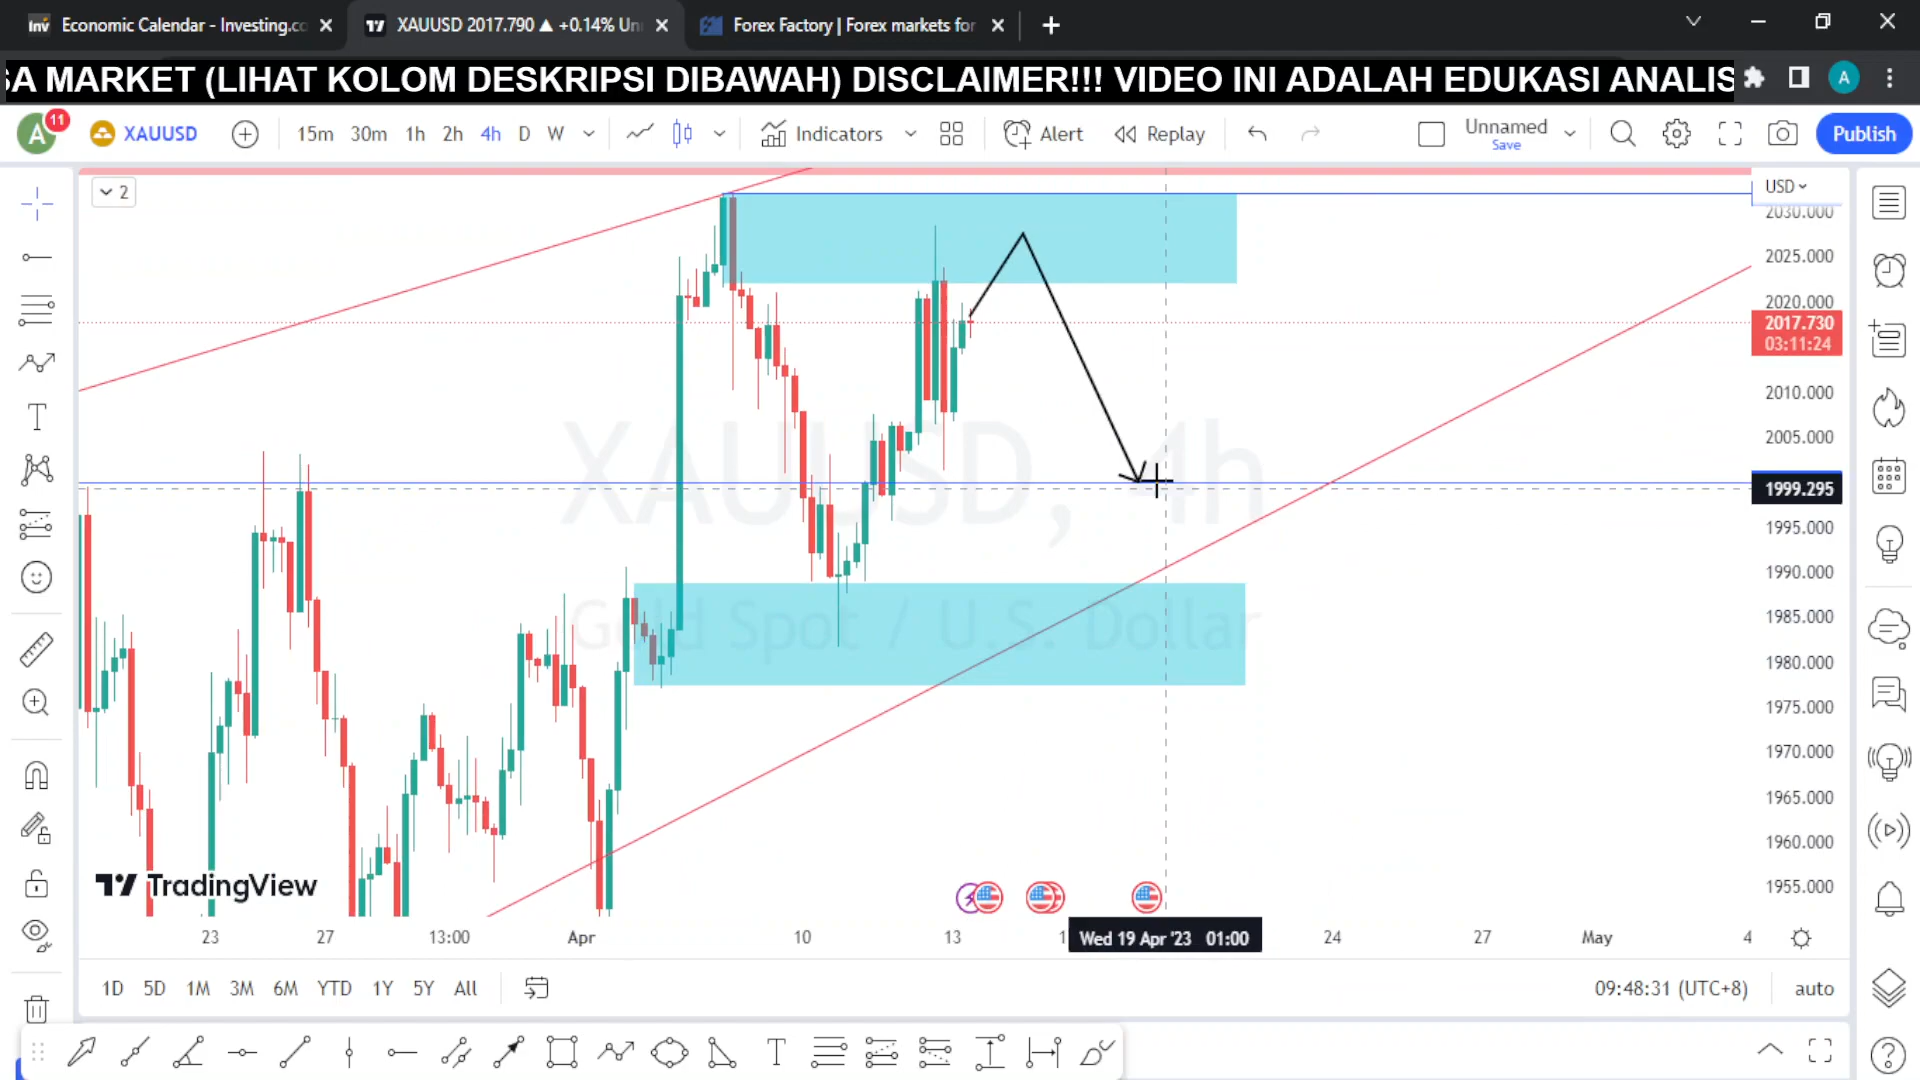 Economic Calendar - Investing.co
XAUUSD 2017.790 ▲ +0.14% Un
Forex Factory | Forex markets for
SA MARKET (LIHAT KOLOM DESKRIPSI DIBAWAH) DISCLAIMER!!! VIDEO INI ADALAH EDUKASI ANALIS
A
A 11 XAUUSD 15m 30m 1h 2h 4h D W Indicators Alert Replay Unnamed Save Publish
2
USD
2030.000
2025.000
2020.000
2017.730
03:11:24
2010.000
2005.000
1999.295
1995.000
1990.000
1985.000
1980.000
1975.000
1970.000
1965.000
1960.000
1955.000
XAUUSD, 4h
Gold Spot / U.S. Dollar
TradingView
23 27 13:00 Apr 10 13 Wed 19 Apr '23 01:00 24 27 May 4
1D 5D 1M 3M 6M YTD 1Y 5Y All 09:48:31 (UTC+8) auto